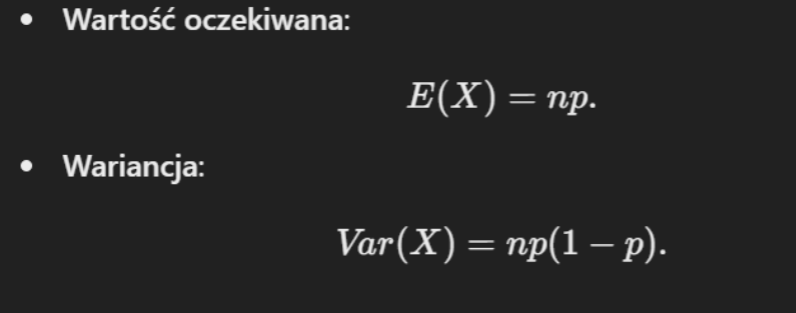 • Wartość oczekiwana:
E(X) = np.
• Wariancja:
Var(X) = np(1 − p).